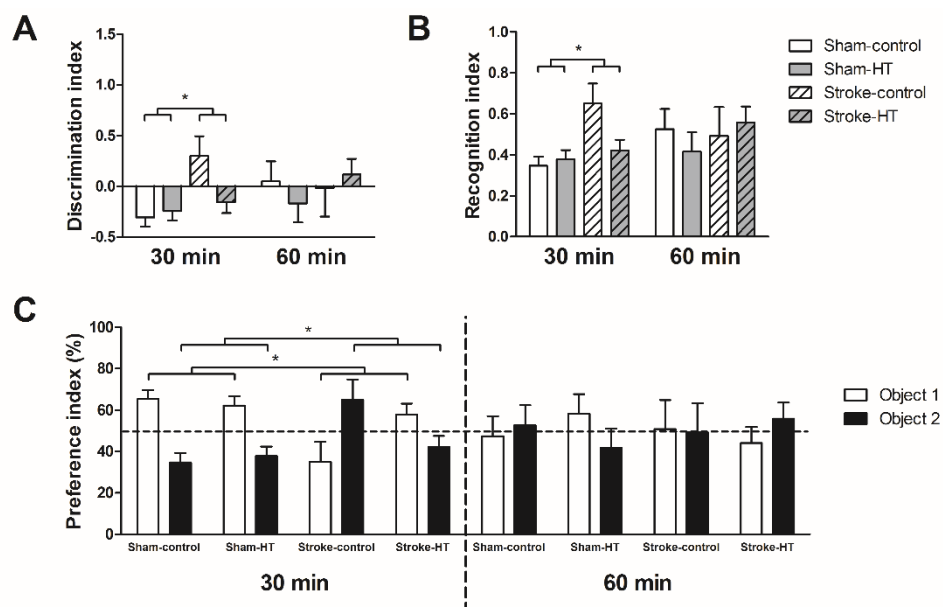 A
Discrimination index
1.0
0.5
0.0
-0.5
*
30 min
60 min
B
Recognition index
1.0
0.8
0.6
0.4
0.2
0.0
*
30 min
60 min
Sham-control
Sham-HT
Stroke-control
Stroke-HT
C
Preference index (%)
100
80
60
40
20
0
*
*
Sham-control Sham-HT Stroke-control Stroke-HT Sham-control Sham-HT Stroke-control Stroke-HT
30 min
60 min
Object 1
Object 2